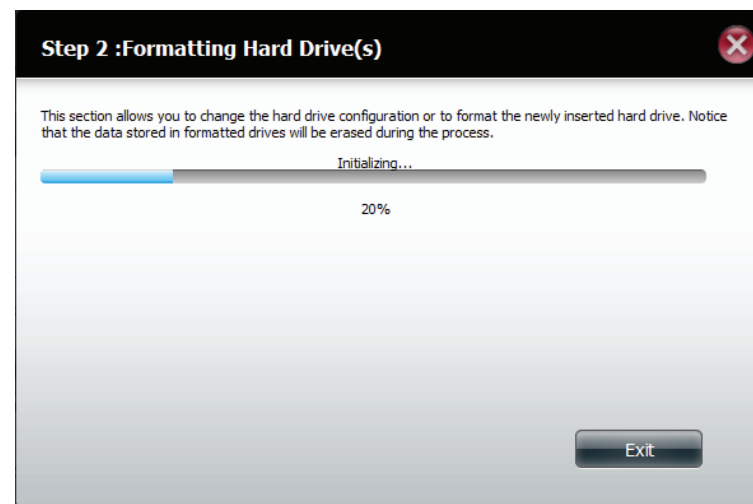 Step 2 :Formatting Hard Drive(s)
This section allows you to change the hard drive configuration or to format the newly inserted hard drive. Notice
that the data stored in formatted drives will be erased during the process.
Initializing...
20%
Exit